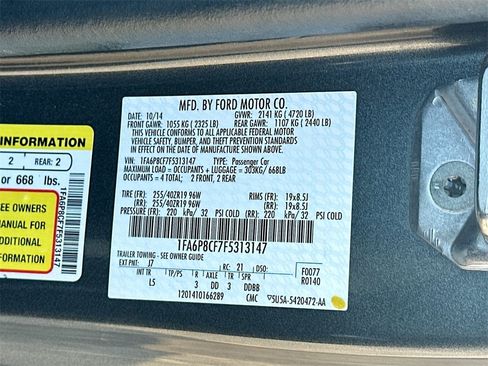 MFD. BY FORD MOTOR CO.
10/14
GVWR: 2141 KG ( 4720 LB)
FRONT GAWR: 1055 KG ( 2325 LB)
REAR GAWR: 1107 KG ( 2440 LB)
THIS VEHICLE CONFORMS TO ALL APPLICABLE FEDERAL MOTOR
VEHICLE SAFETY, BUMPER, AND THEFT PREVENTION STANDARDS
IN EFFECT ON THE DATE OF MANUFACTURE SHOWN ABOVE
VIN: 1FA6P8CF7F5313147 TYPE: Passenger Car
MAXIMUM LOAD = OCCUPANTS + LUGGAGE = 303KG/ 668LB
OCCUPANTS = 4 TOTAL; 2 FRONT, 2 REAR
TIRE (FR): 255/40ZR19 96W RIMS (FR): 19x8.5J
(RR): 255/40ZR19 96W (RR): 19x8.5J
PRESSURE (FR): 220 kPa/ 32 PSI COLD (RR): 220 kPa/ 32 PSI COLD
1FA6P8CF7F5313147
TRAILER TOWING - SEE OWNER GUIDE
EXT PNT: J7 RC: 21 DSO:
F0077
R0140
INT TR TP/PS R AXLE TR SPR
LS 3 DD 3 DDBB
1201410166289 CMC 5U5A-5420472-AA
INFORMATION
2 REAR: 2
or 668 lbs.
SEE OWNERS
MANUAL FOR
ADDITIONAL
INFORMATION
1FA6P8CF7F5313147